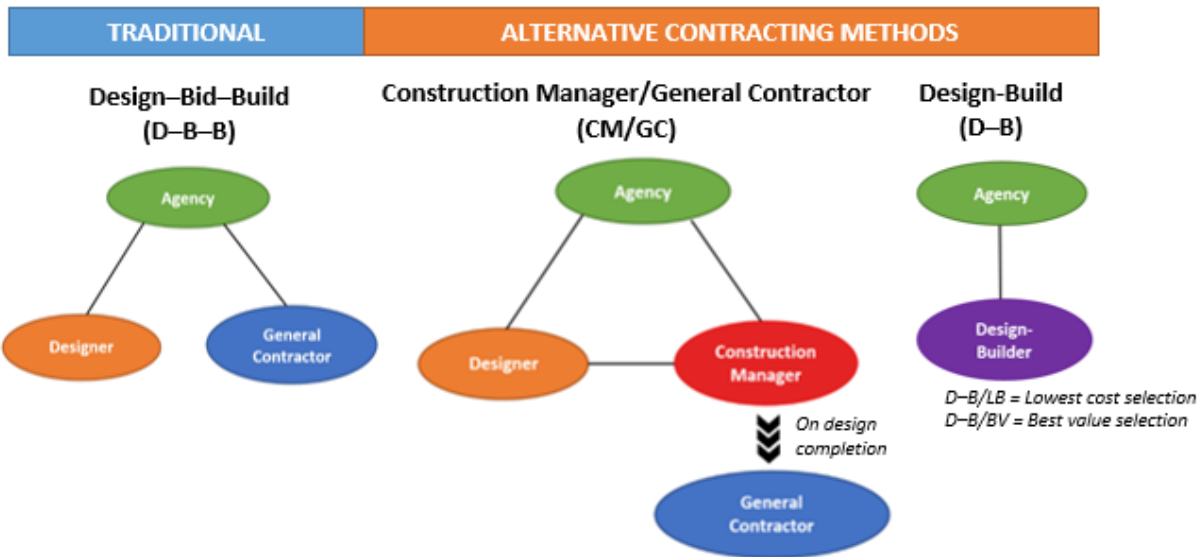 TRADITIONAL
ALTERNATIVE CONTRACTING METHODS
Design–Bid–Build
(D–B–B)
Agency
Designer
General
Contractor
Construction Manager/General Contractor
(CM/GC)
Agency
Designer
Construction
Manager
On design
completion
General
Contractor
Design-Build
(D–B)
Agency
Design-
Builder
D–B/LB = Lowest cost selection
D–B/BV = Best value selection